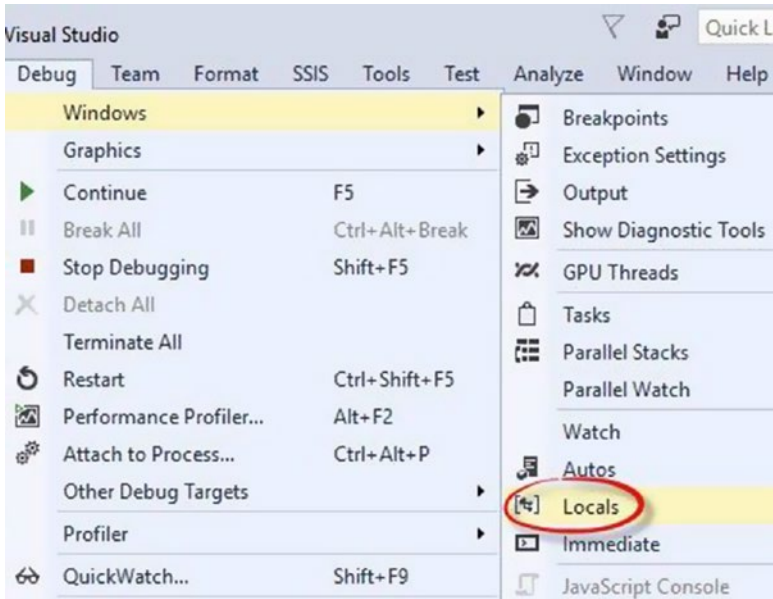 Visual Studio
Quick L
Debug Team Format SSIS Tools Test Analyze Window Help
Windows
Graphics
Continue F5
Break All Ctrl+Alt+Break
Stop Debugging Shift+F5
Detach All
Terminate All
Restart Ctrl+Shift+F5
Performance Profiler... Alt+F2
Attach to Process... Ctrl+Alt+P
Other Debug Targets
Profiler
QuickWatch... Shift+F9
Breakpoints
Exception Settings
Output
Show Diagnostic Tools
GPU Threads
Tasks
Parallel Stacks
Parallel Watch
Watch
Autos
Locals
Immediate
JavaScript Console